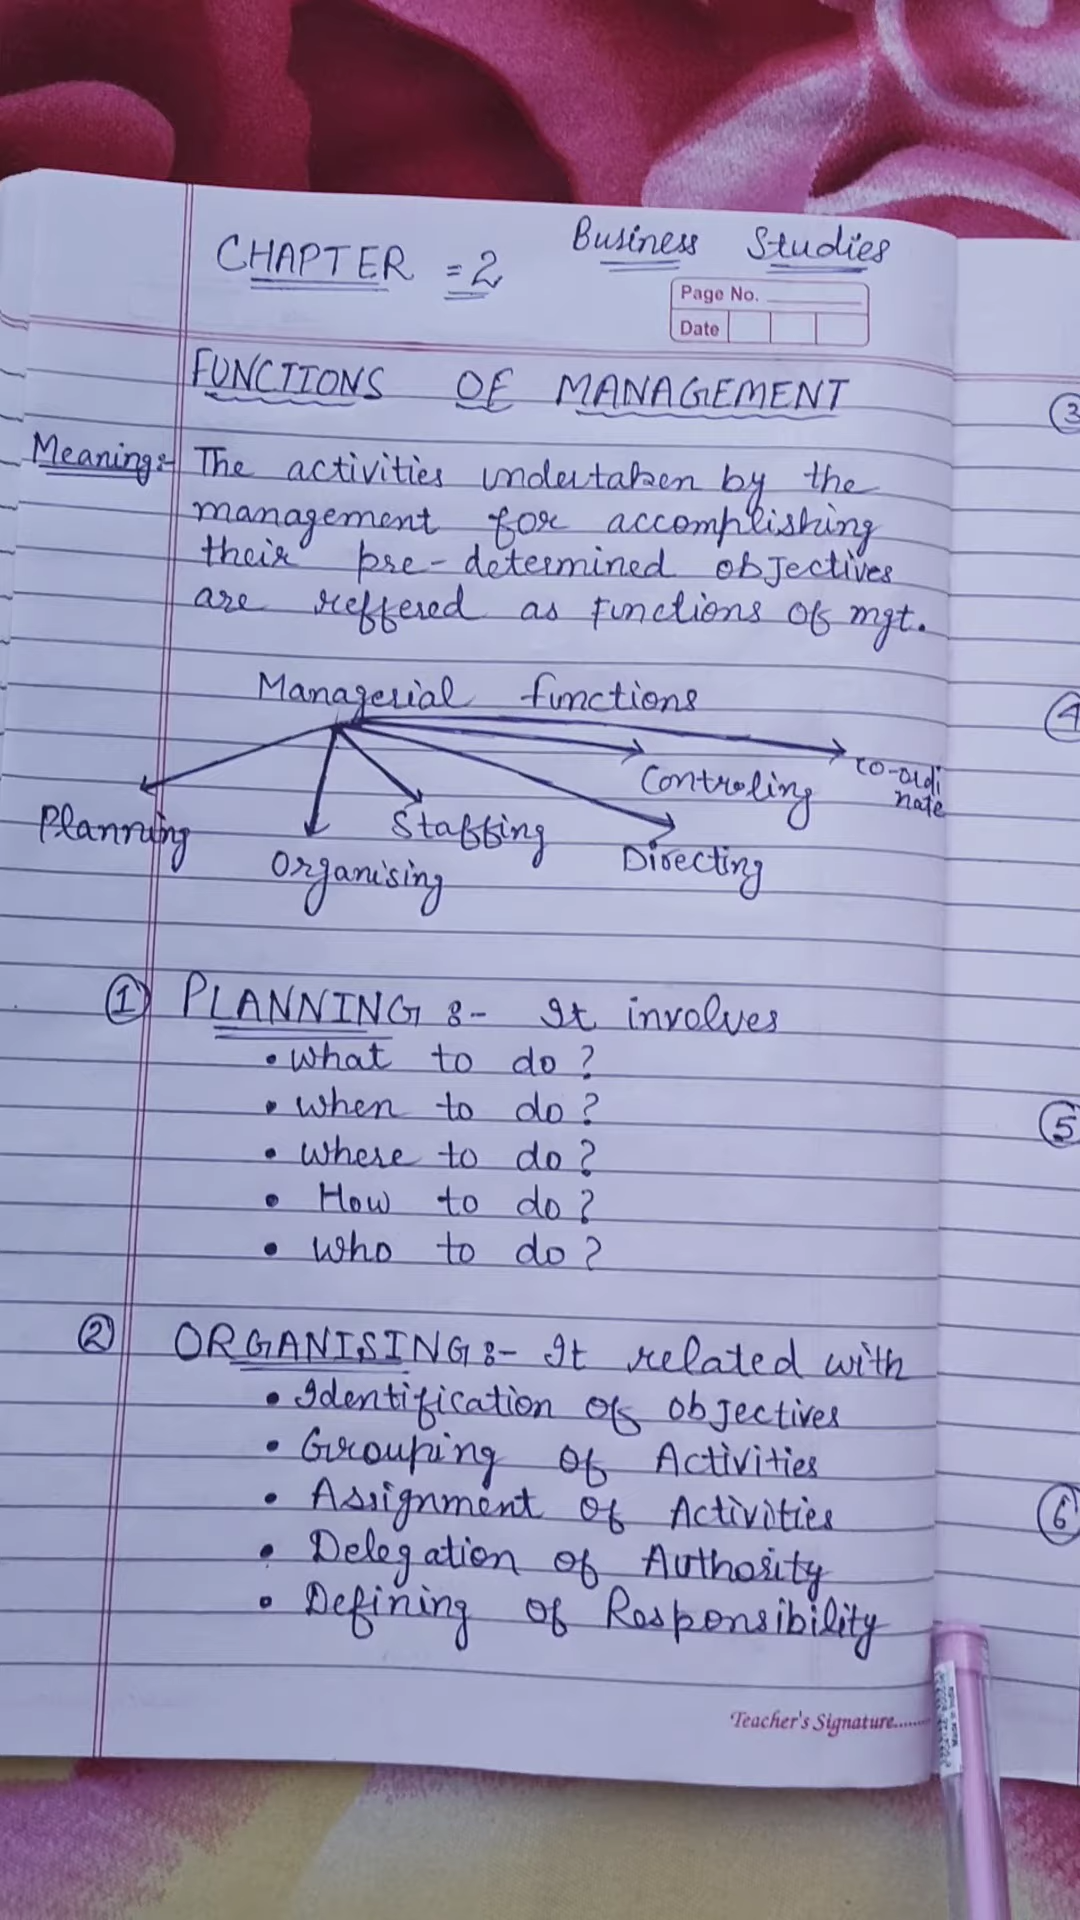 Business Studies
CHAPTER = 2
Page No.
Date
FUNCTIONS OF MANAGEMENT
Meaning:- The activities undertaken by the
management for accomplishing
their pre-determined objectives
are reffered as functions of mgt.
Managerial functions
Planning
Organising
Staffing
Directing
Controling
co-ordi
nate
① PLANNING :- It involves
• What to do?
• When to do?
• Where to do?
• How to do?
• Who to do?
② ORGANISING :- It related with
• Identification of objectives
• Grouping of Activities
• Assignment of Activities
• Delegation of Authority
• Defining of Responsibility
Teacher's Signature.......
③
④
⑤
⑥